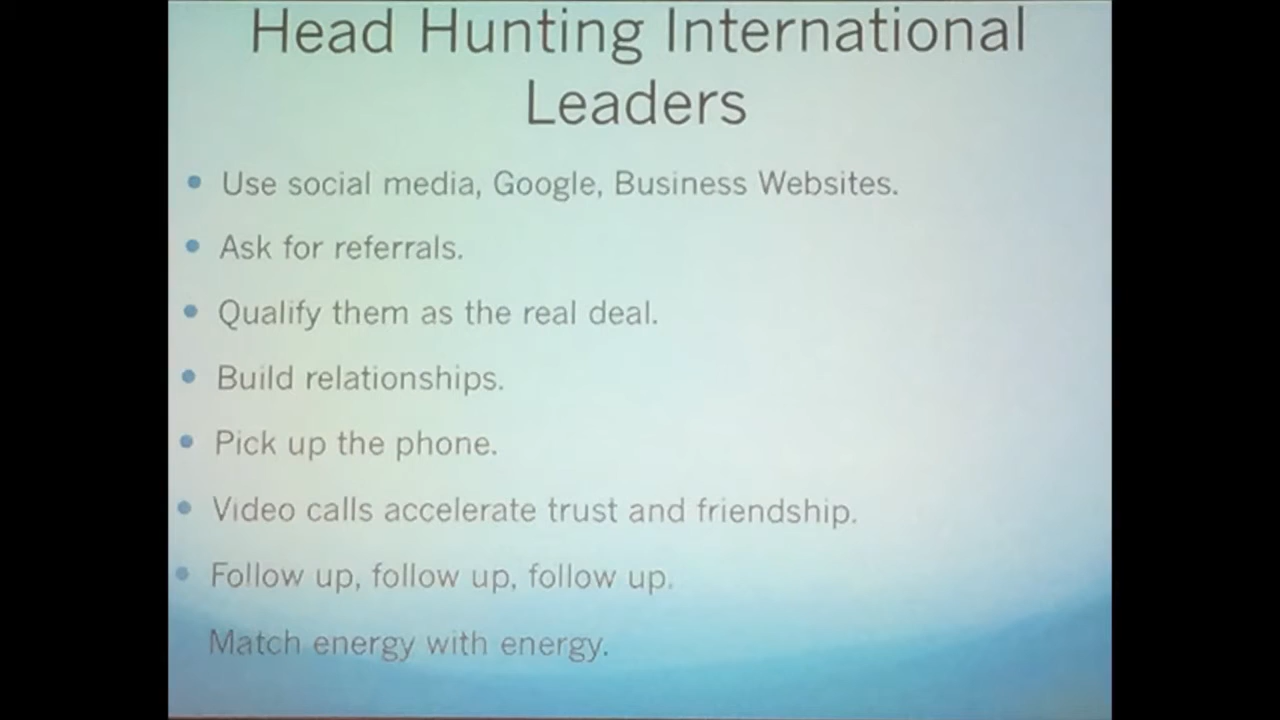 Head Hunting International
Leaders
• Use social media, Google, Business Websites.
• Ask for referrals.
• Qualify them as the real deal.
• Build relationships.
• Pick up the phone.
• Video calls accelerate trust and friendship.
• Follow up, follow up, follow up.
Match energy with energy.